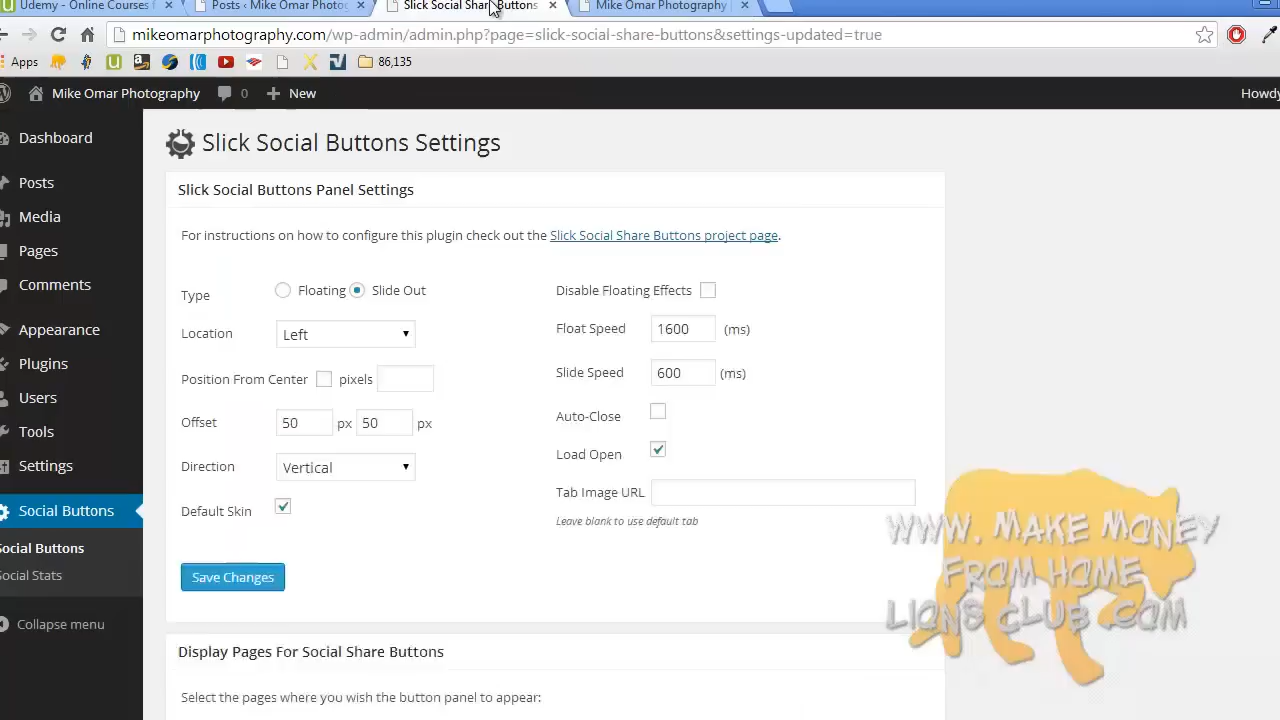 Udemy - Online Courses f
Posts ‹ Mike Omar Photog
Slick Social Share Buttons
Mike Omar Photography
mikeomarphotography.com/wp-admin/admin.php?page=slick-social-share-buttons&settings-updated=true
Apps
86,135
Mike Omar Photography
0
New
Howdy
Dashboard
Posts
Media
Pages
Comments
Appearance
Plugins
Users
Tools
Settings
Social Buttons
Social Buttons
Social Stats
Collapse menu
Slick Social Buttons Settings
Slick Social Buttons Panel Settings
For instructions on how to configure this plugin check out the Slick Social Share Buttons project page.
Type Floating Slide Out
Location Left
Position From Center pixels
Offset 50 px 50 px
Direction Vertical
Default Skin
Save Changes
Disable Floating Effects
Float Speed 1600 (ms)
Slide Speed 600 (ms)
Auto-Close
Load Open
Tab Image URL
Leave blank to use default tab
Display Pages For Social Share Buttons
Select the pages where you wish the button panel to appear:
www. Make Money
From Home
Lions Club .com